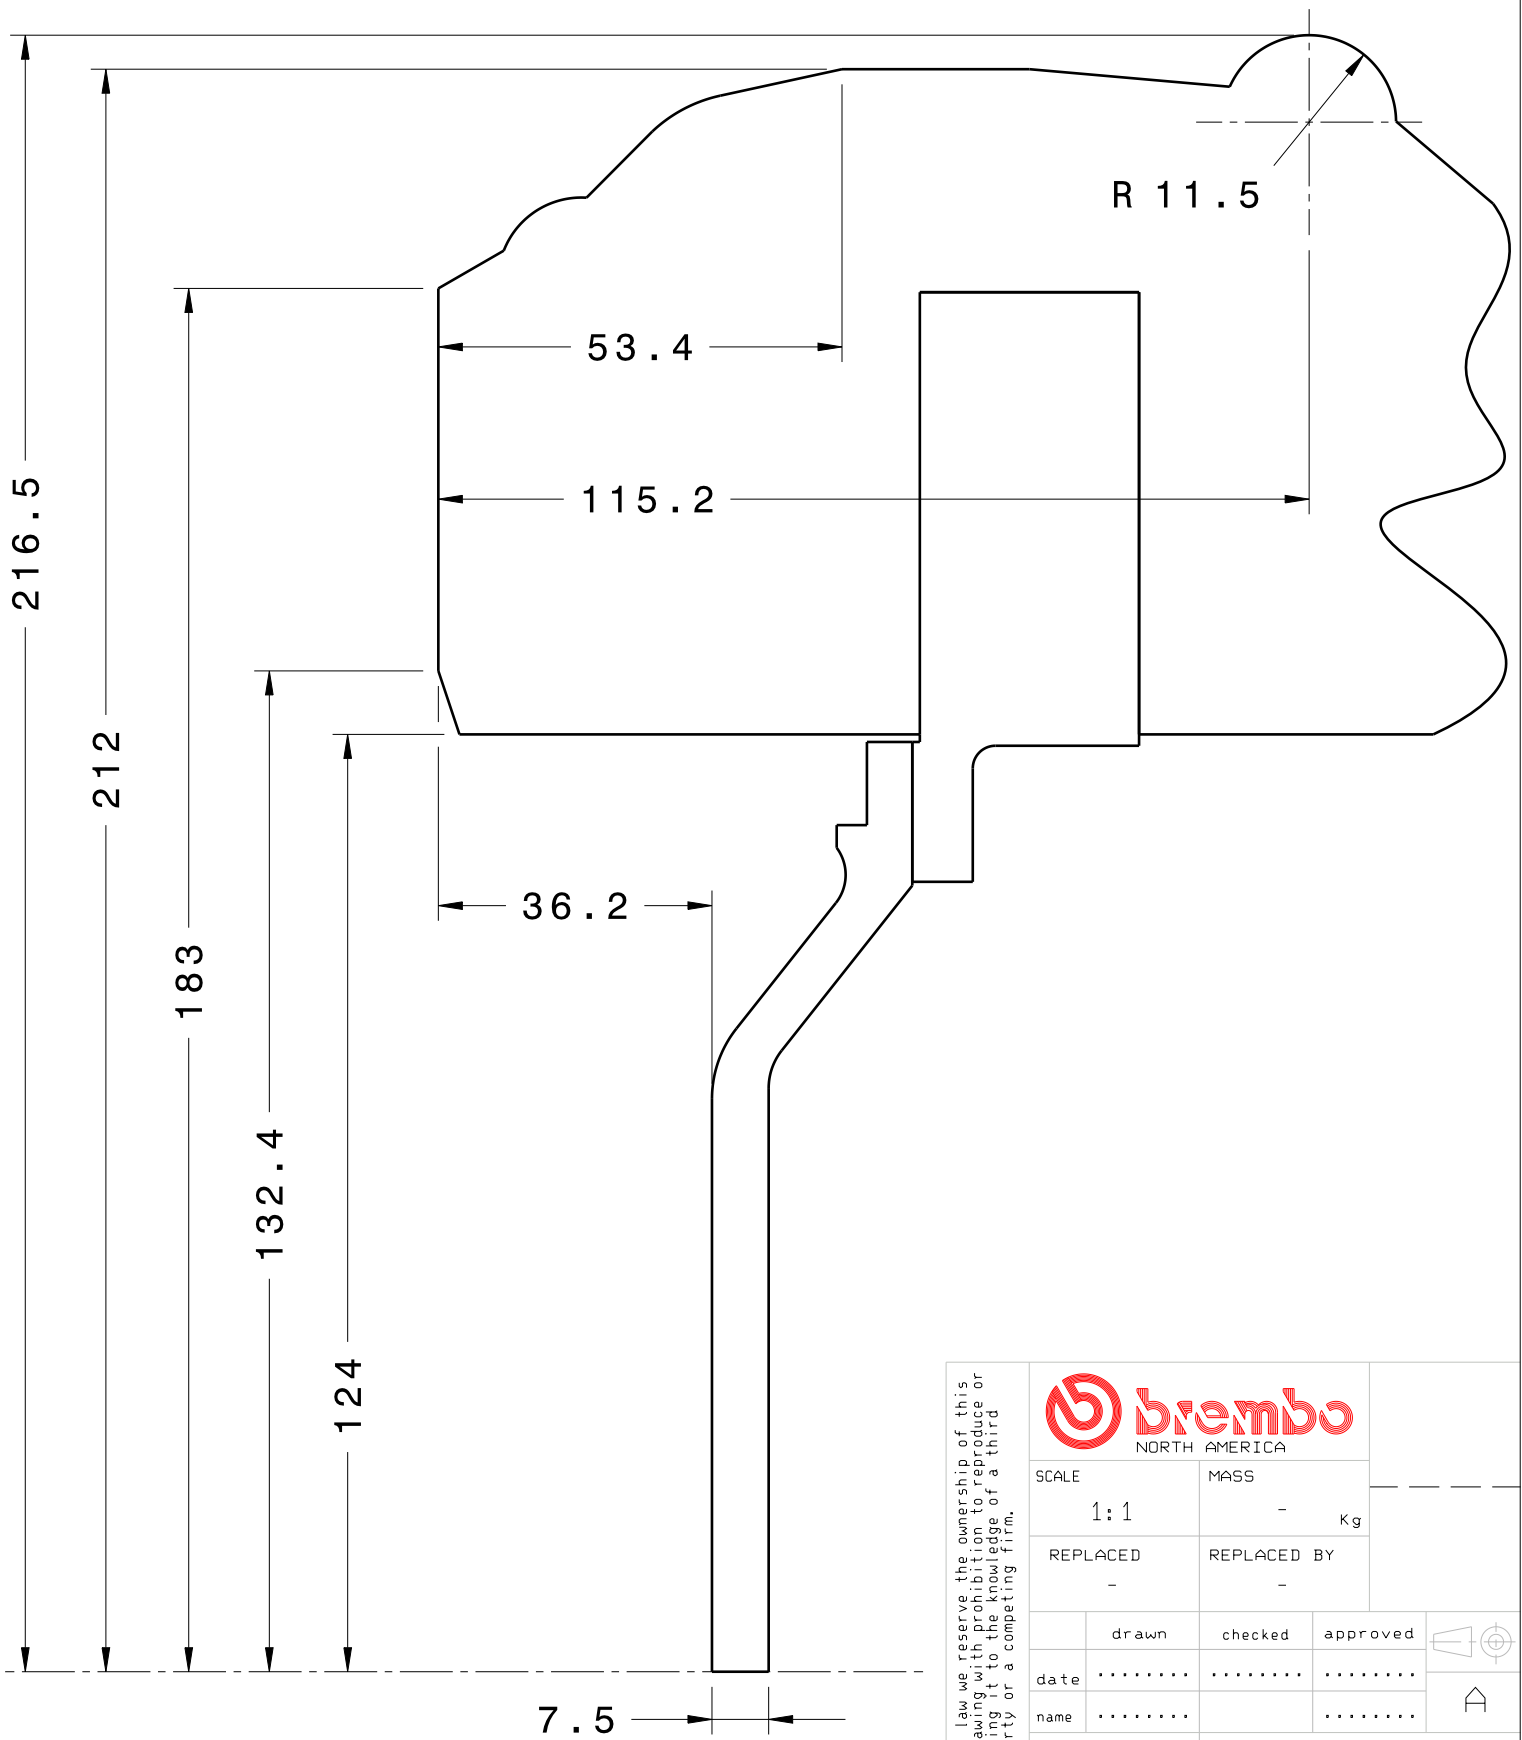 R 11.5
53.4
115.2
216.5
212
36.2
183
132.4
124
7.5
law we reserve the ownership of this
awing with prohibition to reproduce or
ing it to the knowledge of a third
rty or a competing firm.
brembo
NORTH AMERICA
SCALE MASS
1:1 - Kg
REPLACED REPLACED BY
- -
drawn checked approved
date ........ ........ ........
name ........ ........
A